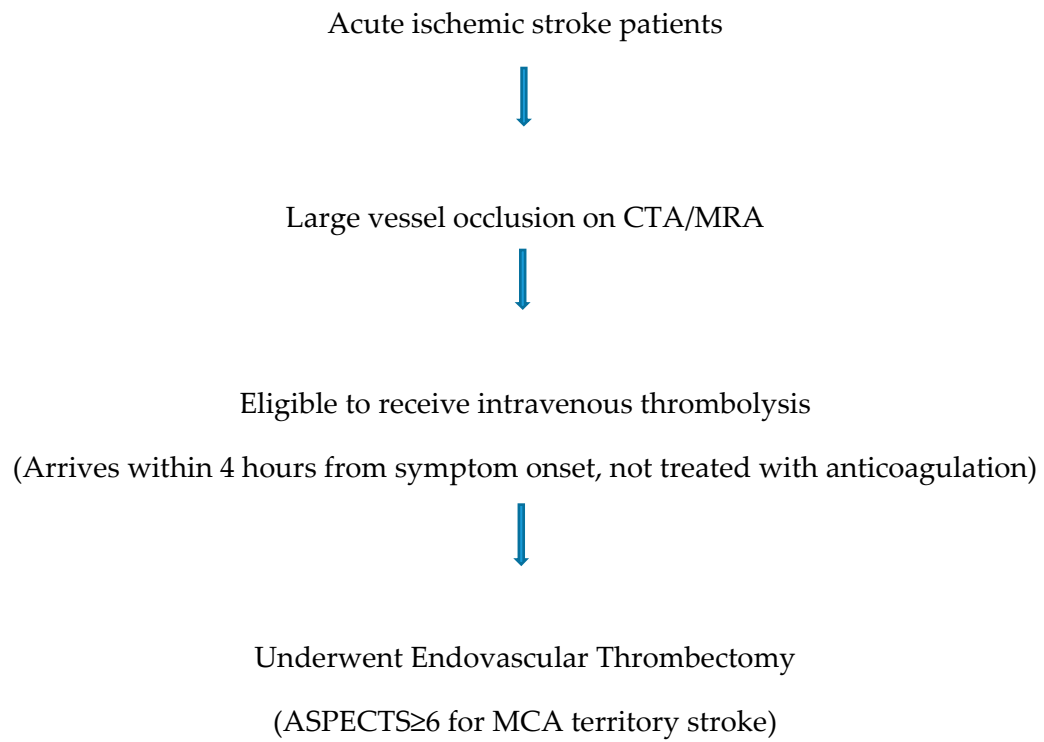 Acute ischemic stroke patients
Large vessel occlusion on CTA/MRA
Eligible to receive intravenous thrombolysis
(Arrives within 4 hours from symptom onset, not treated with anticoagulation)
Underwent Endovascular Thrombectomy
(ASPECTS≥6 for MCA territory stroke)